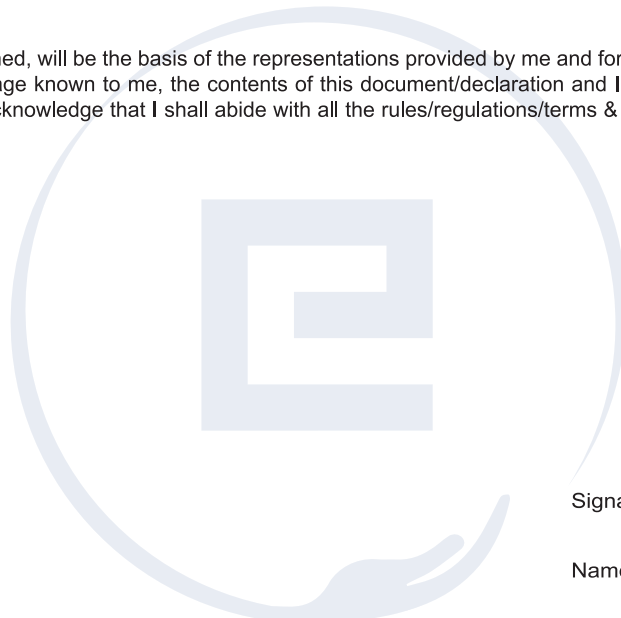 ned, will be the basis of the representations provided by me and for
age known to me, the contents of this document/declaration and I
cknowledge that I shall abide with all the rules/regulations/terms &
Signa
Name